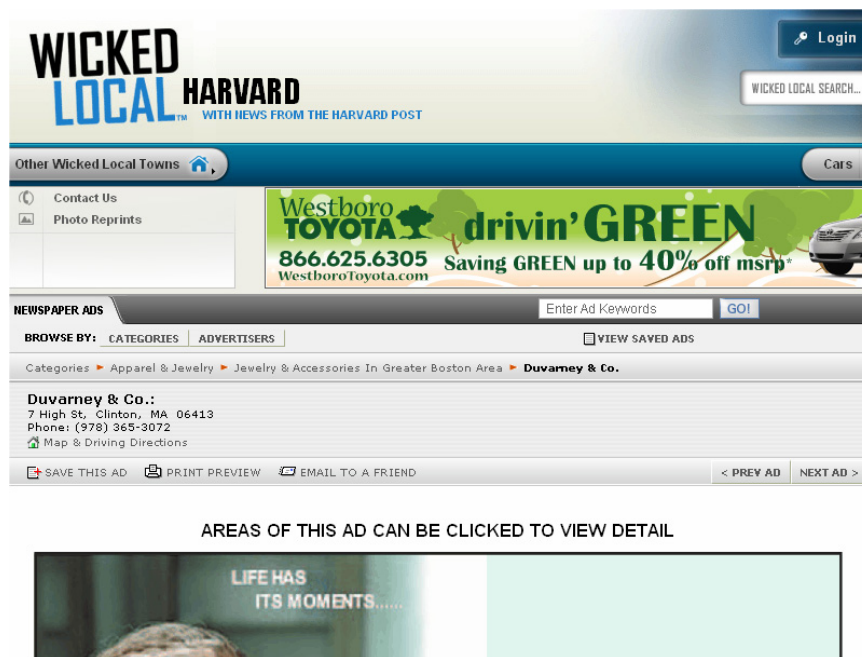 WICKED
LOCAL™ HARVARD
WITH NEWS FROM THE HARVARD POST
Login
WICKED LOCAL SEARCH...
Other Wicked Local Towns
Cars
Contact Us
Photo Reprints
Westboro
TOYOTA
866.625.6305
WestboroToyota.com
drivin' GREEN
Saving GREEN up to 40% off msrp*
NEWSPAPER ADS
Enter Ad Keywords
GO!
BROWSE BY: CATEGORIES ADVERTISERS
VIEW SAVED ADS
Categories ► Apparel & Jewelry ► Jewelry & Accessories In Greater Boston Area ► Duvarney & Co.
Duvarney & Co.:
7 High St, Clinton, MA 06413
Phone: (978) 365-3072
Map & Driving Directions
SAVE THIS AD PRINT PREVIEW EMAIL TO A FRIEND
< PREV AD NEXT AD >
AREAS OF THIS AD CAN BE CLICKED TO VIEW DETAIL
LIFE HAS
ITS MOMENTS......